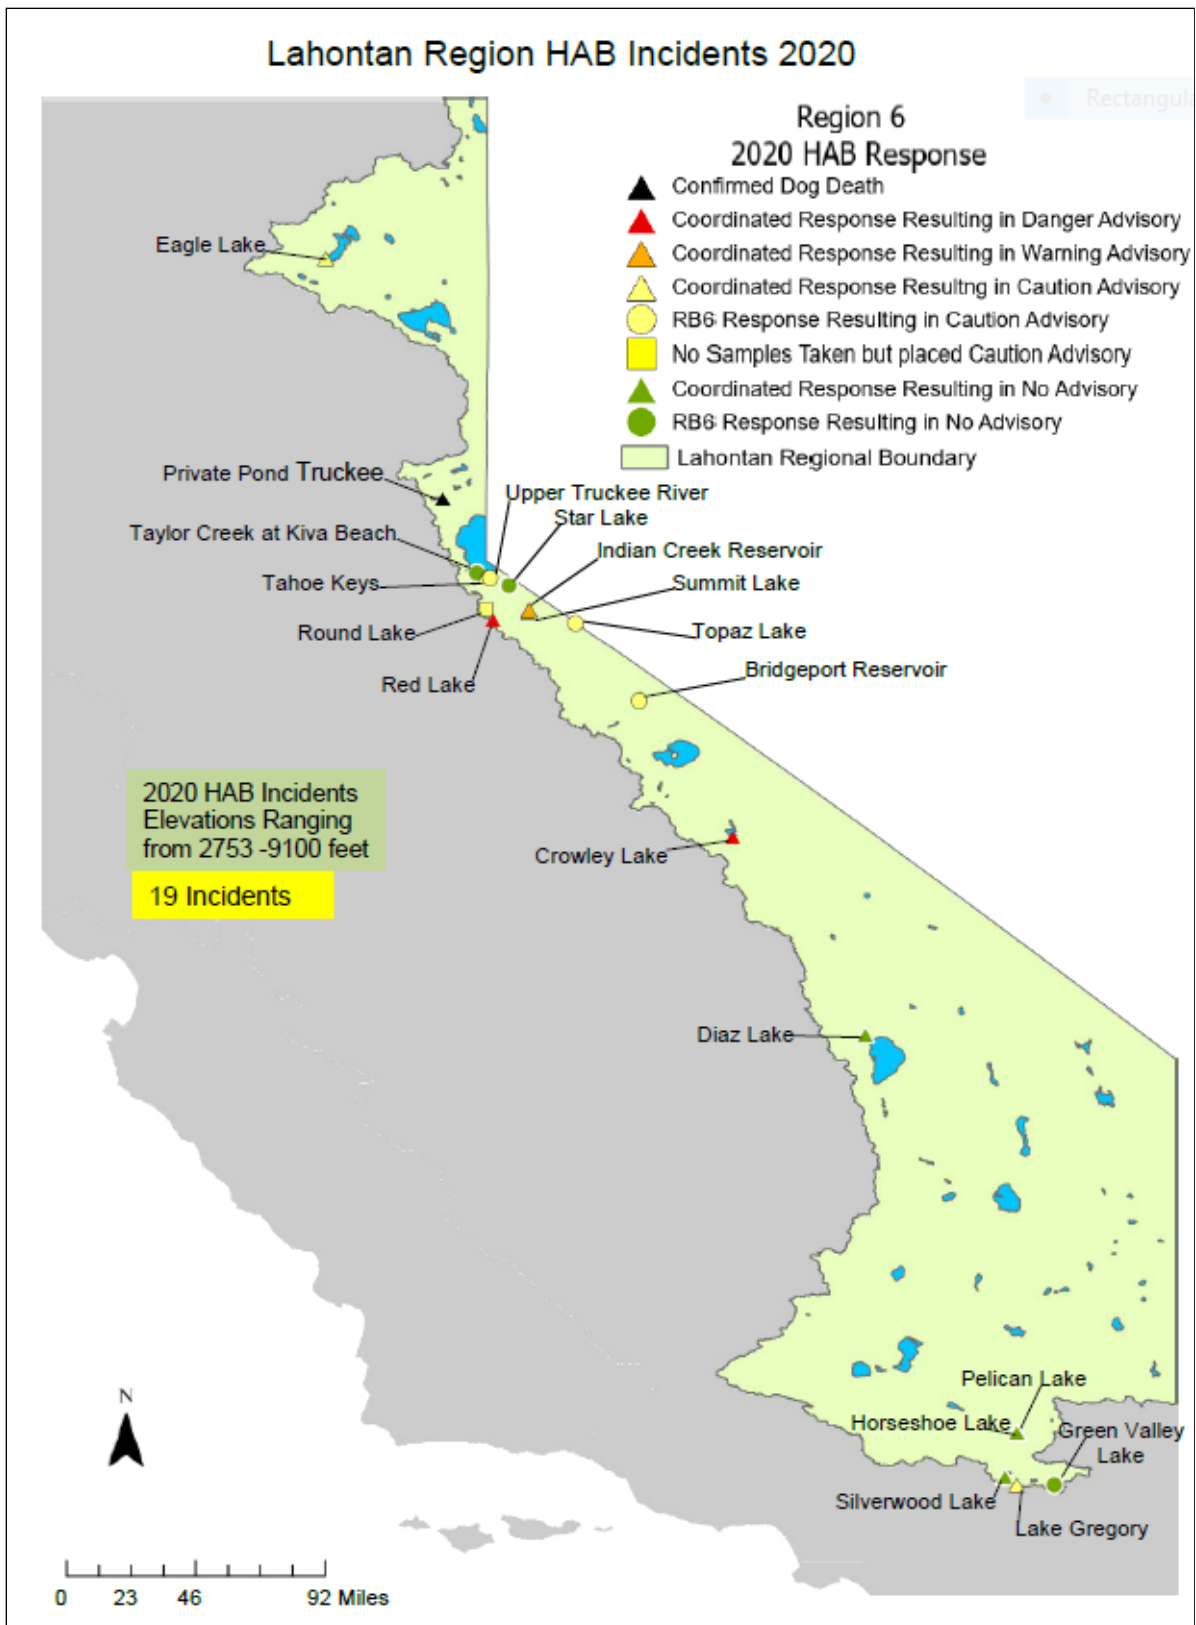 Lahontan Region HAB Incidents 2020
Rectangula
Region 6
2020 HAB Response
Confirmed Dog Death
Coordinated Response Resulting in Danger Advisory
Coordinated Response Resulting in Warning Advisory
Coordinated Response Resultng in Caution Advisory
RB6 Response Resulting in Caution Advisory
No Samples Taken but placed Caution Advisory
Coordinated Response Resulting in No Advisory
RB6 Response Resulting in No Advisory
Lahontan Regional Boundary
Eagle Lake
Private Pond Truckee
Upper Truckee River
Star Lake
Taylor Creek at Kiva Beach
Indian Creek Reservoir
Tahoe Keys
Summit Lake
Round Lake
Topaz Lake
Red Lake
Bridgeport Reservoir
2020 HAB Incidents
Elevations Ranging
from 2753 -9100 feet
19 Incidents
Crowley Lake
Diaz Lake
Pelican Lake
Horseshoe Lake
Green Valley
Lake
Silverwood Lake
Lake Gregory
N
0 23 46 92 Miles